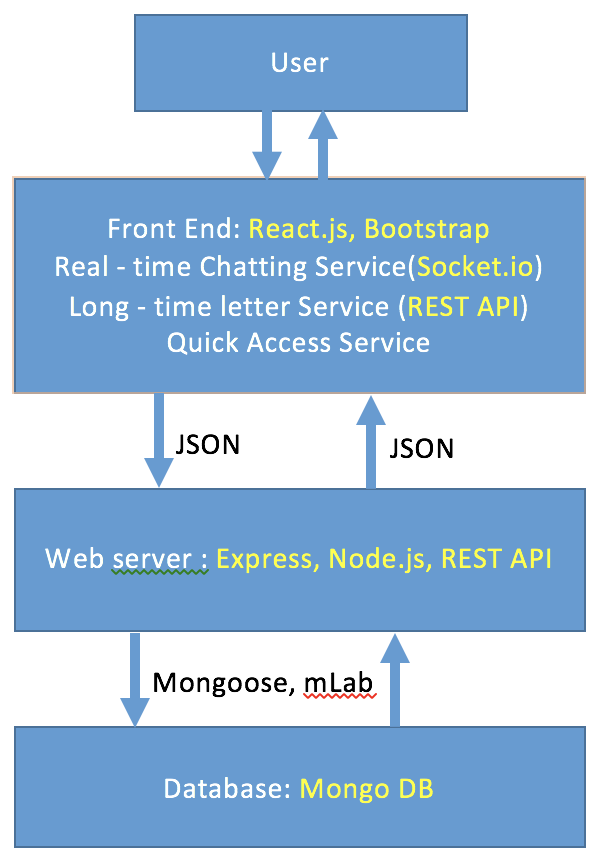 User
Front End: React.js, Bootstrap
Real - time Chatting Service(Socket.io)
Long - time letter Service (REST API)
Quick Access Service
JSON
JSON
Web server : Express, Node.js, REST API
Mongoose, mLab
Database: Mongo DB